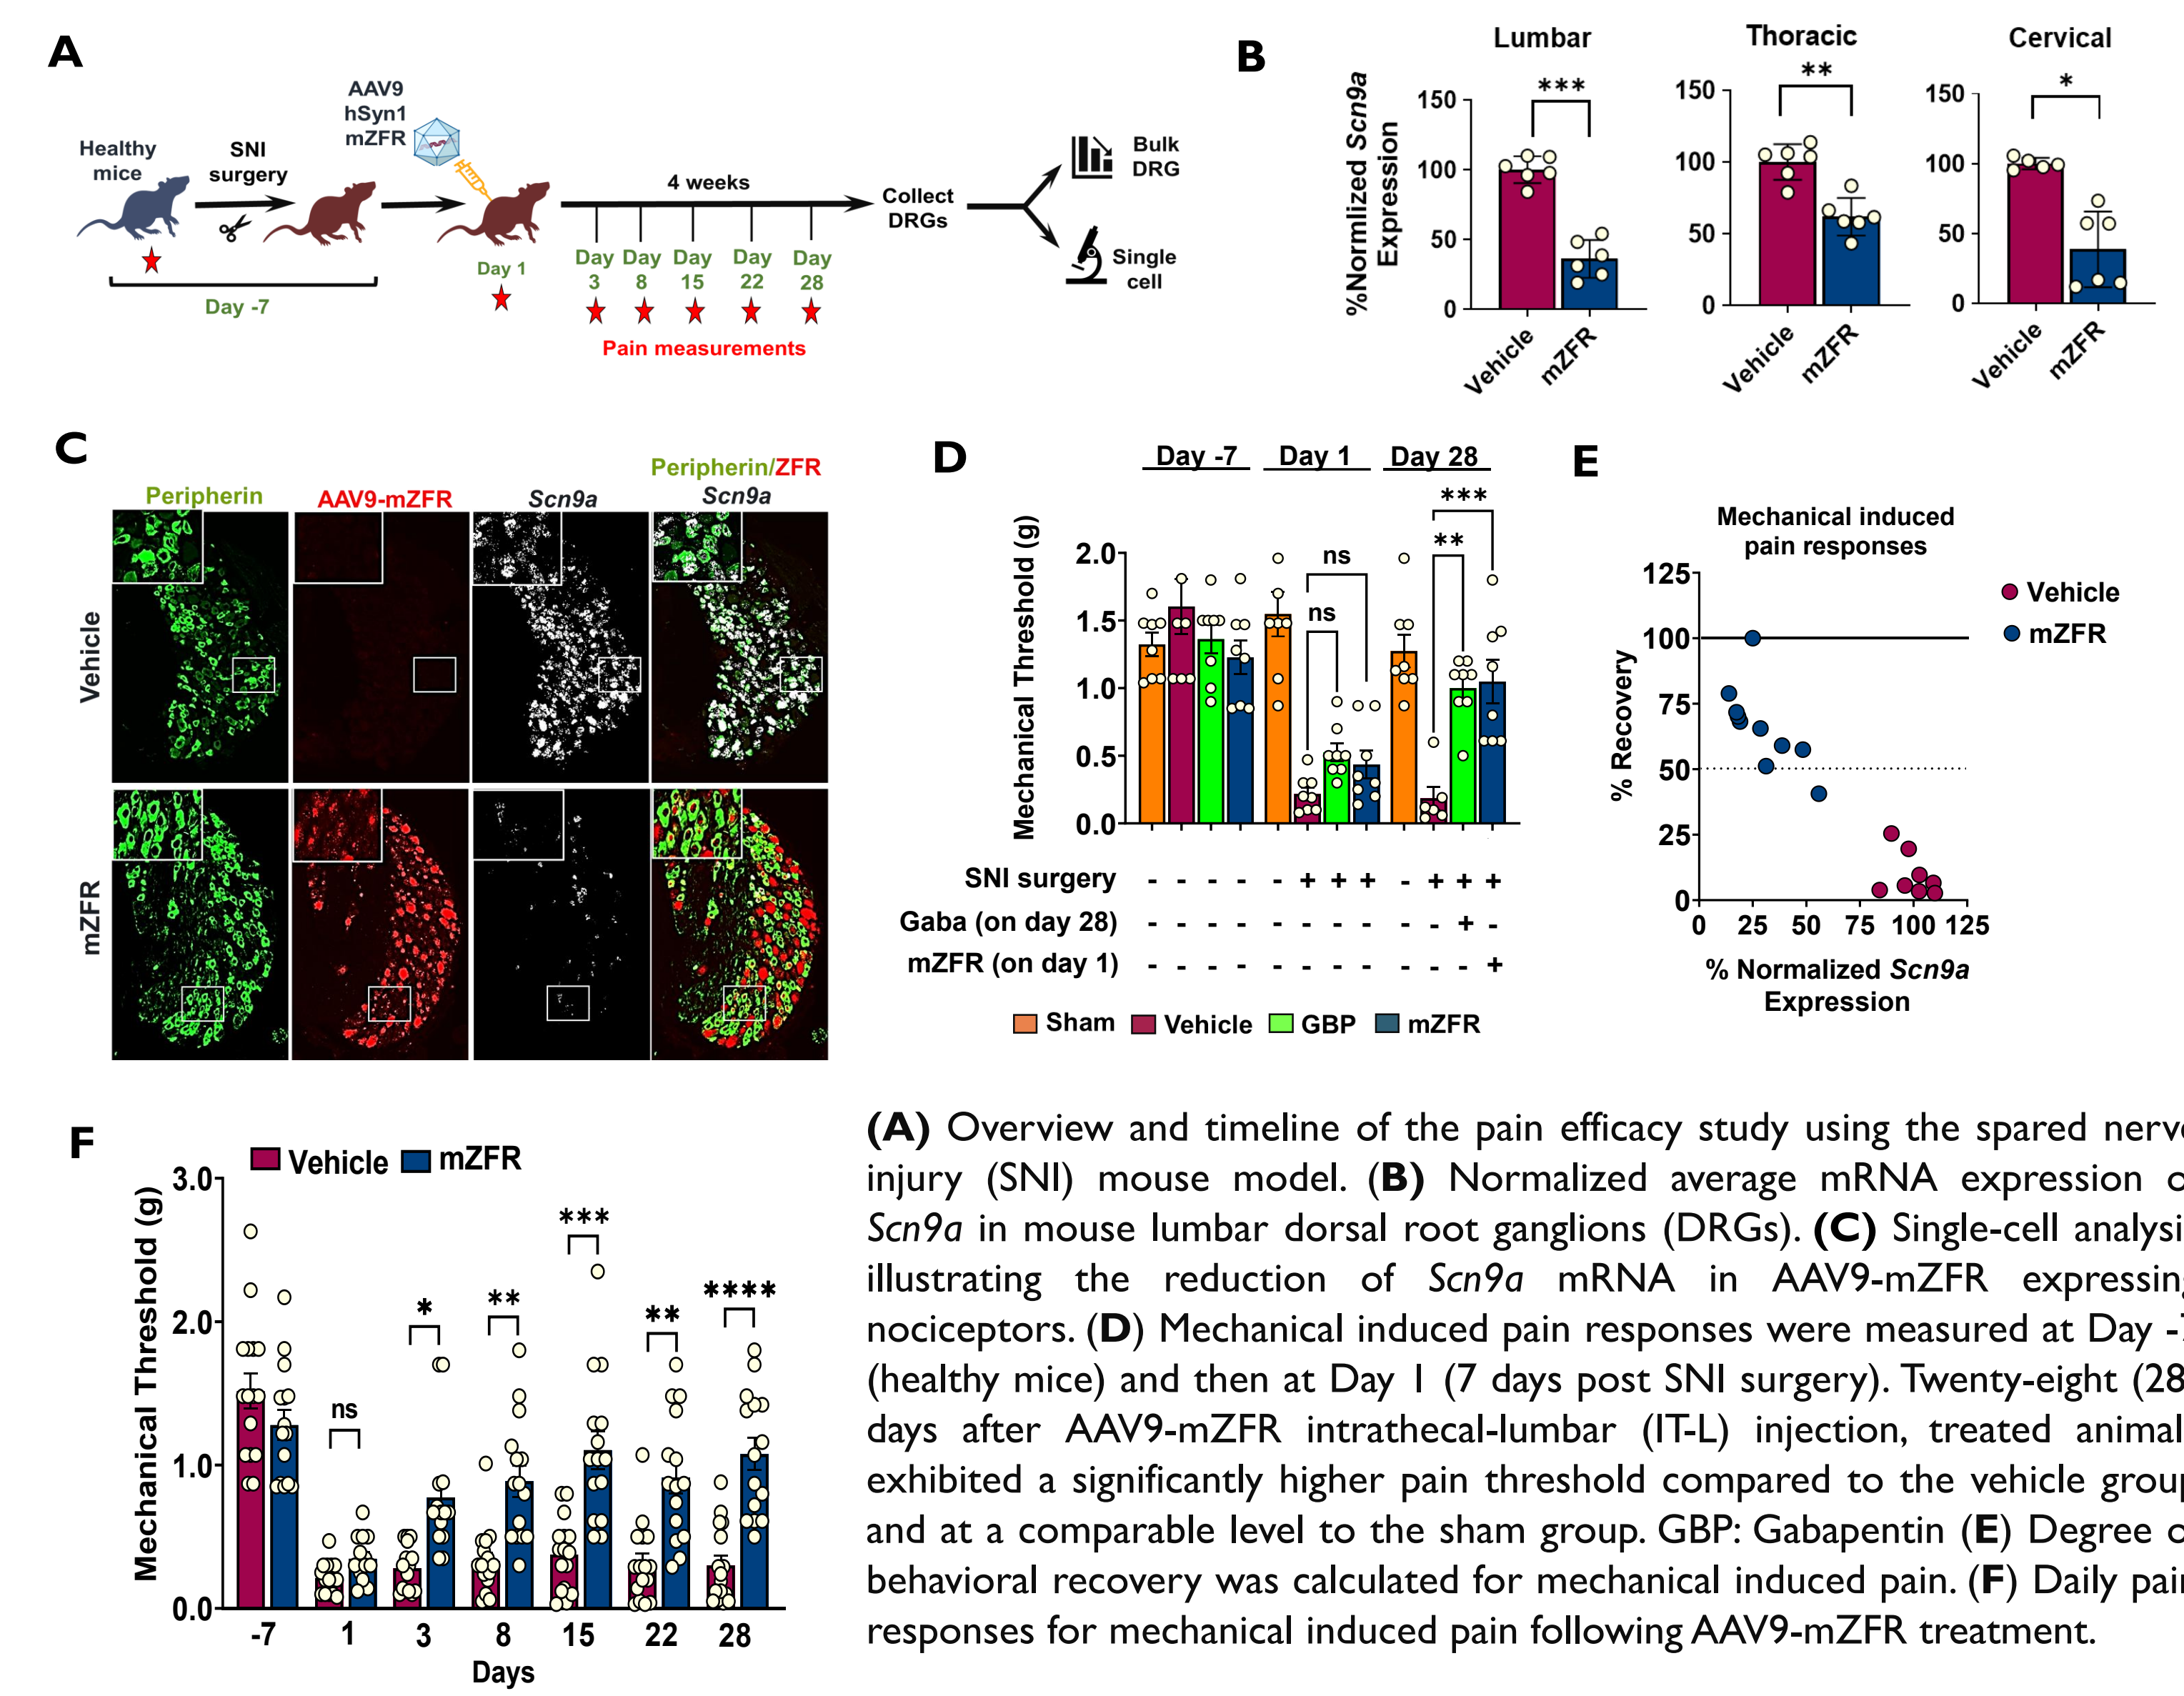 A
Healthy
mice
SNI
surgery
AAV9
hSyn1
mZFR
4 weeks
Collect
DRGs
Bulk
DRG
Single
cell
Day -7
Day 1
Day
3
Day
8
Day
15
Day
22
Day
28
Pain measurements
B
Lumbar
Thoracic
Cervical
%Normlized Scn9a
Expression
***
150
100
50
0
Vehicle
mZFR
**
150
100
50
0
Vehicle
mZFR
*
150
100
50
0
Vehicle
mZFR
C
Peripherin
AAV9-mZFR
Scn9a
Peripherin/ZFR
Scn9a
Vehicle
mZFR
D
Day -7 Day 1 Day 28
Mechanical Threshold (g)
2.0
1.5
1.0
0.5
0.0
ns
ns
**
***
SNI surgery - - - - - + + + - + + +
Gaba (on day 28) - - - - - - - - - - + -
mZFR (on day 1) - - - - - - - - - - - +
Sham Vehicle GBP mZFR
E
Mechanical induced
pain responses
% Recovery
125
100
75
50
25
0
0 25 50 75 100 125
% Normalized Scn9a
Expression
Vehicle
mZFR
F
Vehicle mZFR
Mechanical Threshold (g)
3.0
2.0
1.0
0.0
ns
*
**
***
**
****
-7 1 3 8 15 22 28
Days
(A) Overview and timeline of the pain efficacy study using the spared nerve
injury (SNI) mouse model. (B) Normalized average mRNA expression o
Scn9a in mouse lumbar dorsal root ganglions (DRGs). (C) Single-cell analysi
illustrating the reduction of Scn9a mRNA in AAV9-mZFR expressing
nociceptors. (D) Mechanical induced pain responses were measured at Day -7
(healthy mice) and then at Day 1 (7 days post SNI surgery). Twenty-eight (28
days after AAV9-mZFR intrathecal-lumbar (IT-L) injection, treated animal
exhibited a significantly higher pain threshold compared to the vehicle group
and at a comparable level to the sham group. GBP: Gabapentin (E) Degree o
behavioral recovery was calculated for mechanical induced pain. (F) Daily pain
responses for mechanical induced pain following AAV9-mZFR treatment.